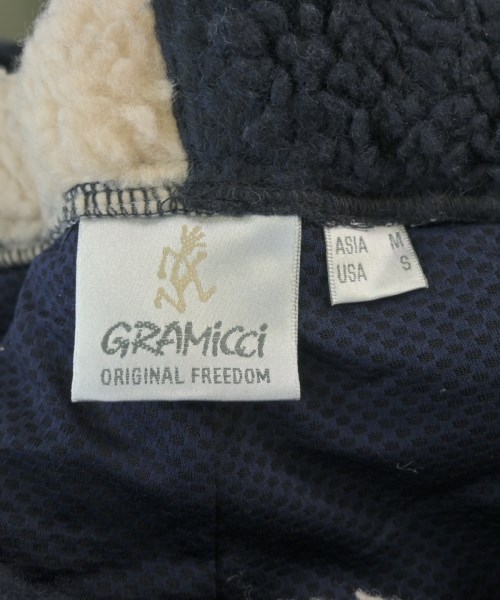 GRAMiCCi
ORIGINAL FREEDOM
ASIA M
USA S